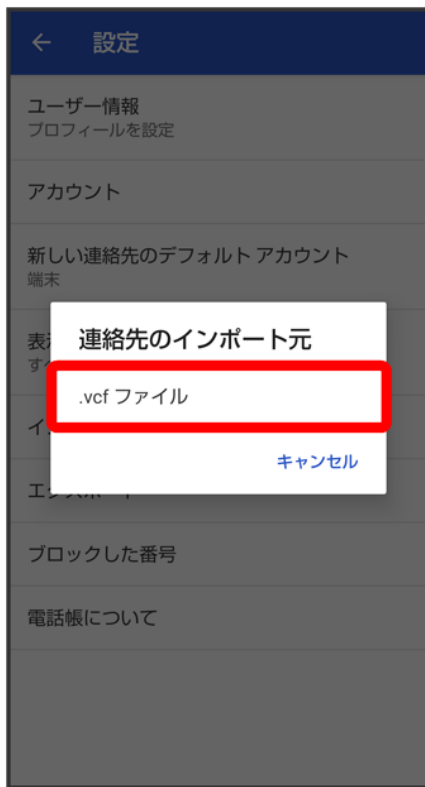 設定
ユーザー情報
プロフィールを設定
アカウント
新しい連絡先のデフォルト アカウント
端末
表示
連絡先のインポート元
.vcf ファイル
キャンセル
ブロックした番号
電話帳について